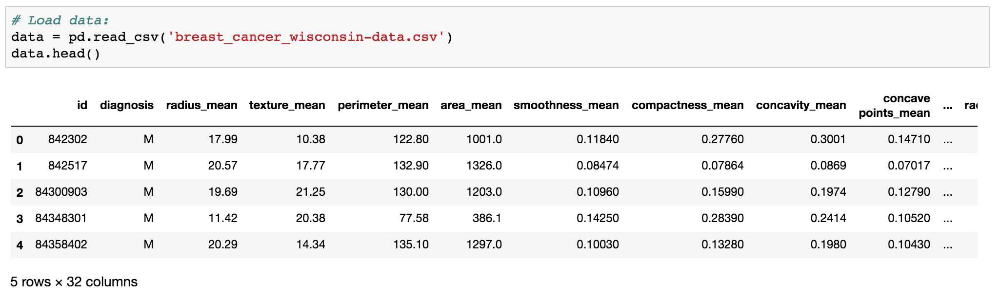 # Load data:
data = pd.read_csv('breast_cancer_wisconsin-data.csv')
data.head()
id diagnosis radius_mean texture_mean perimeter_mean area_mean smoothness_mean compactness_mean concavity_mean concave points_mean ...
0 842302 M 17.99 10.38 122.80 1001.0 0.11840 0.27760 0.3001 0.14710 ...
1 842517 M 20.57 17.77 132.90 1326.0 0.08474 0.07864 0.0869 0.07017 ...
2 84300903 M 19.69 21.25 130.00 1203.0 0.10960 0.15990 0.1974 0.12790 ...
3 84348301 M 11.42 20.38 77.58 386.1 0.14250 0.28390 0.2414 0.10520 ...
4 84358402 M 20.29 14.34 135.10 1297.0 0.10030 0.13280 0.1980 0.10430 ...
5 rows × 32 columns